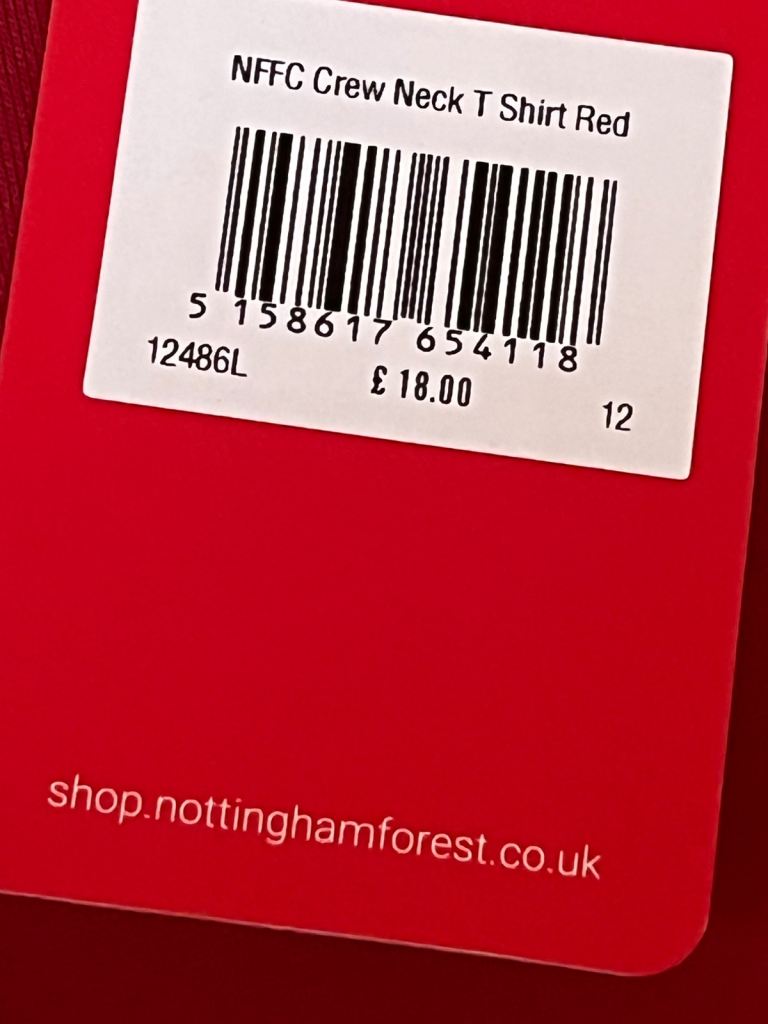 NFFC Crew Neck T Shirt Red
5 158617 654118
12486L £ 18.00 12
shop.nottinghamforest.co.uk